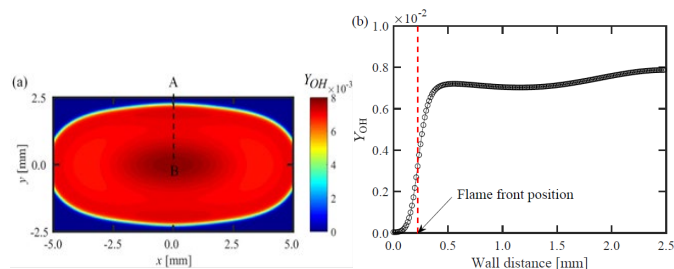 (a)
A
Y_OH ×10⁻³
2.5
0.0
-2.5
y [mm]
B
-5.0 -2.5 0.0 2.5 5.0
x [mm]
8
6
4
2
0
(b)
1.0 ×10⁻²
0.8
0.6
0.4
0.2
0.0
Y_OH
Flame front position
0.0 0.5 1.0 1.5 2.0 2.5
Wall distance [mm]